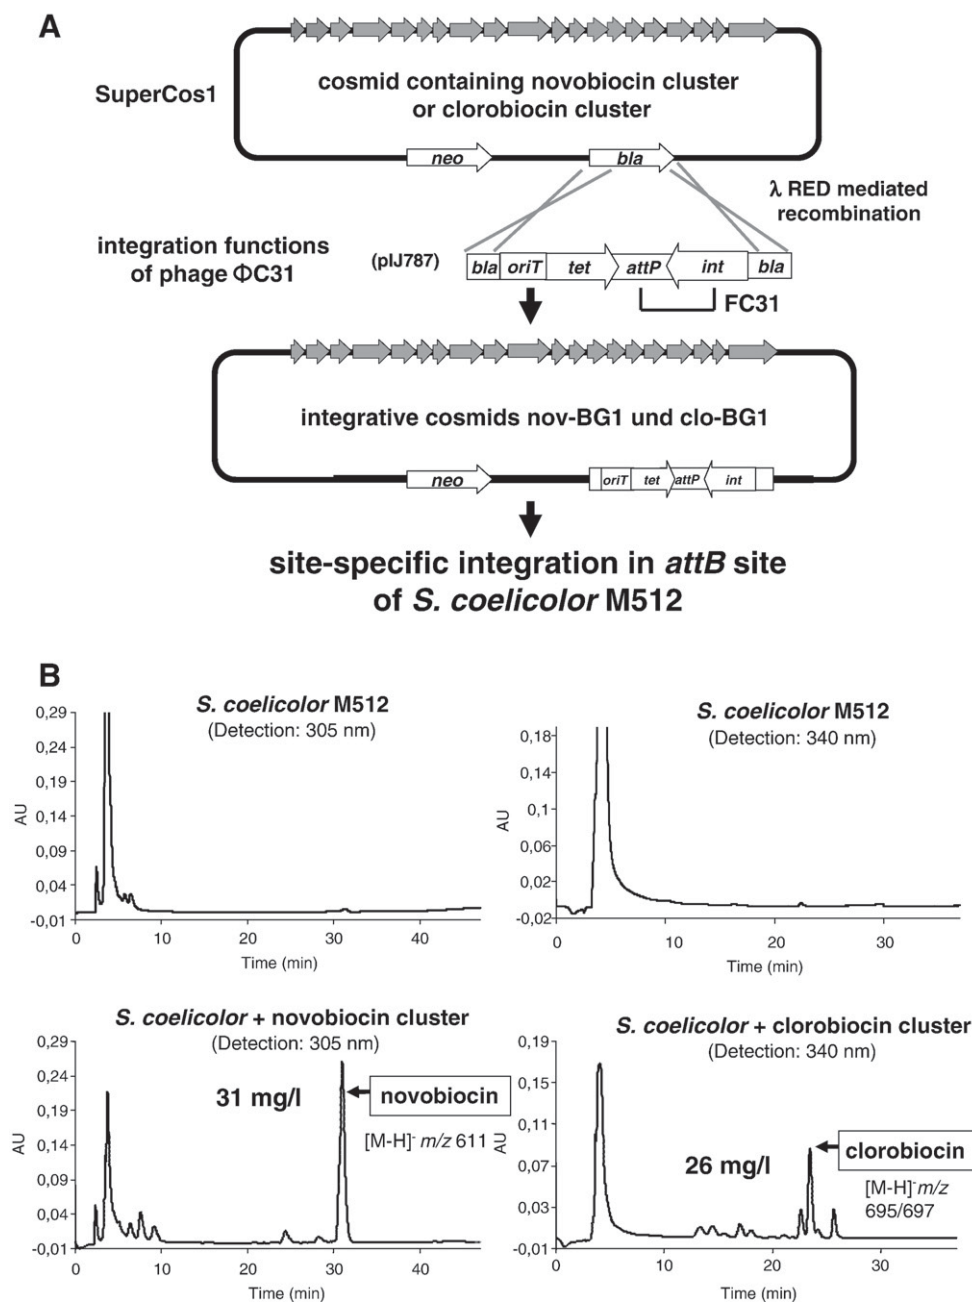 A
SuperCos1
cosmid containing novobiocin cluster
or clorobiocin cluster
neo
bla
λ RED mediated
recombination
integration functions
of phage ΦC31
(pIJ787)
bla oriT tet attP int bla
FC31
integrative cosmids nov-BG1 und clo-BG1
neo
oriT tet attP int
site-specific integration in attB site
of S. coelicolor M512
B
S. coelicolor M512
(Detection: 305 nm)
0,29
0,24
0,19
0,14
0,09
0,04
-0,01
AU
0 10 20 30 40
Time (min)
S. coelicolor M512
(Detection: 340 nm)
0,18
0,14
0,1
0,06
0,02
-0,02
AU
0 10 20 30
Time (min)
S. coelicolor + novobiocin cluster
(Detection: 305 nm)
0,29
0,24
0,19
0,14
0,09
0,04
-0,01
AU
31 mg/l
novobiocin
[M-H]- m/z 611
0 10 20 30 40
Time (min)
S. coelicolor + clorobiocin cluster
(Detection: 340 nm)
0,19
0,15
0,11
0,07
0,03
-0,01
AU
26 mg/l
clorobiocin
[M-H]- m/z
695/697
0 10 20 30
Time (min)